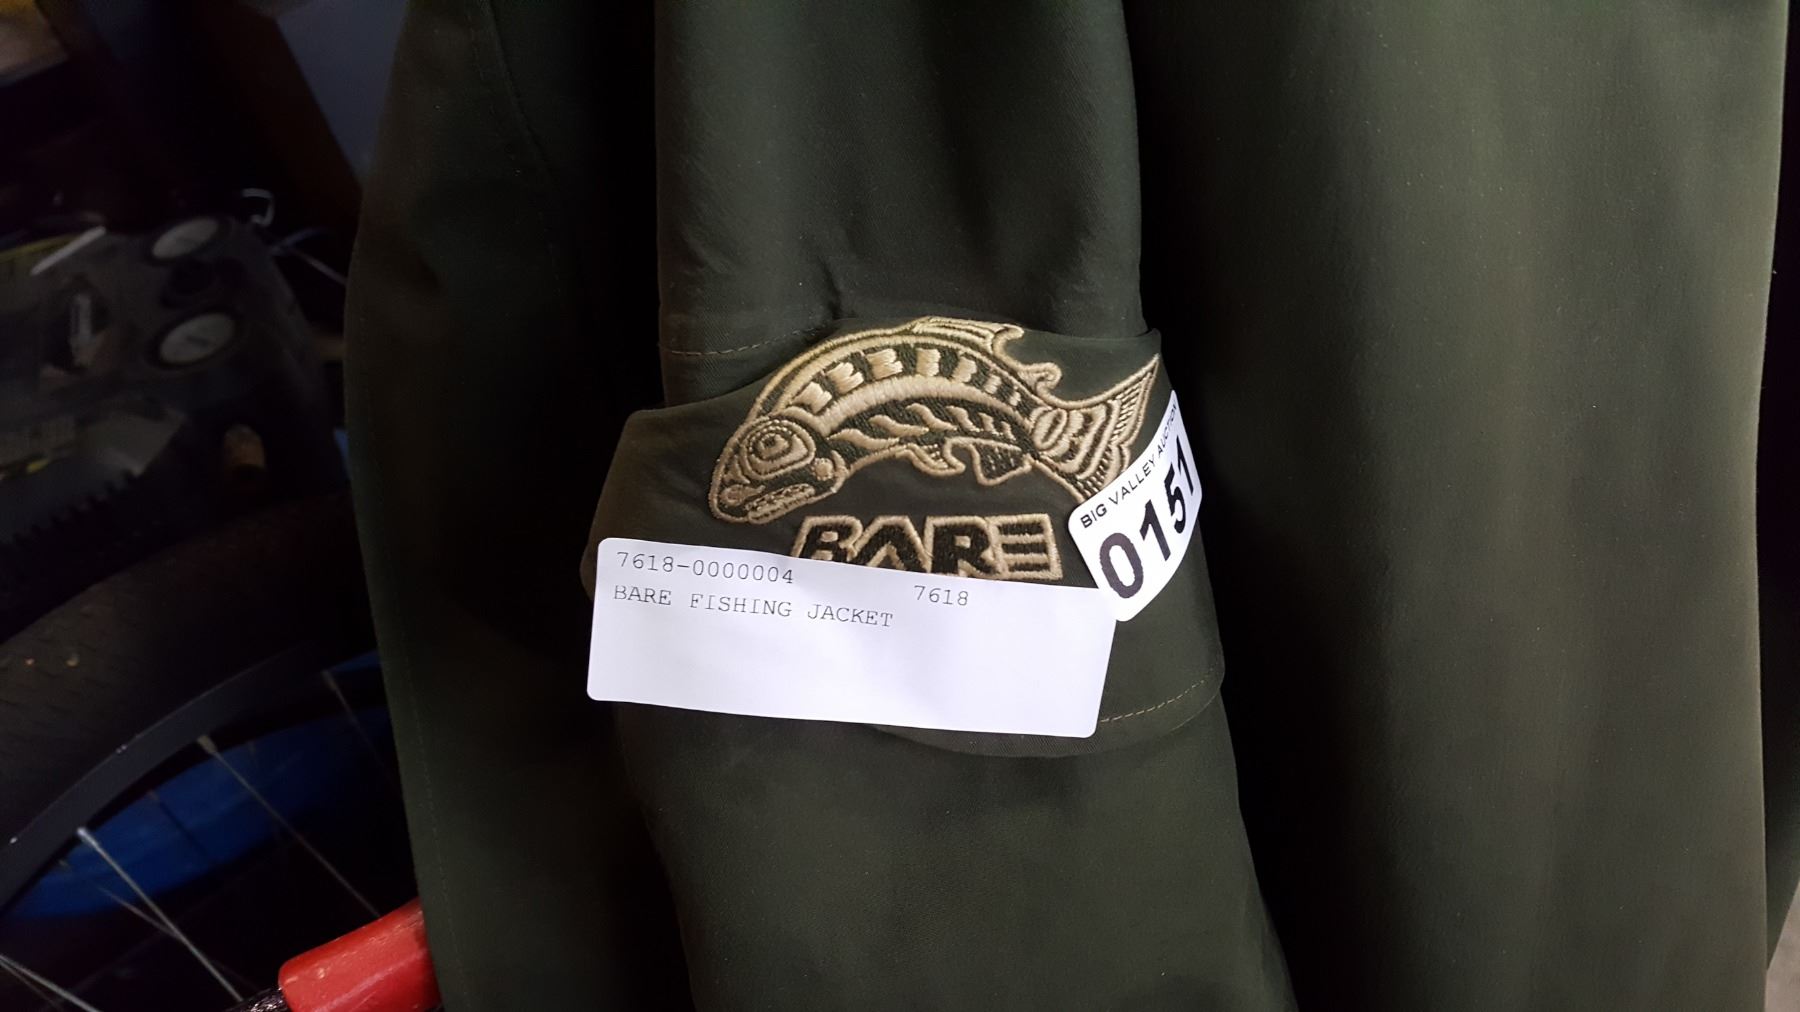 BARE
BIG VALLEY AUCTION
0151
7618-0000004
7618
BARE FISHING JACKET